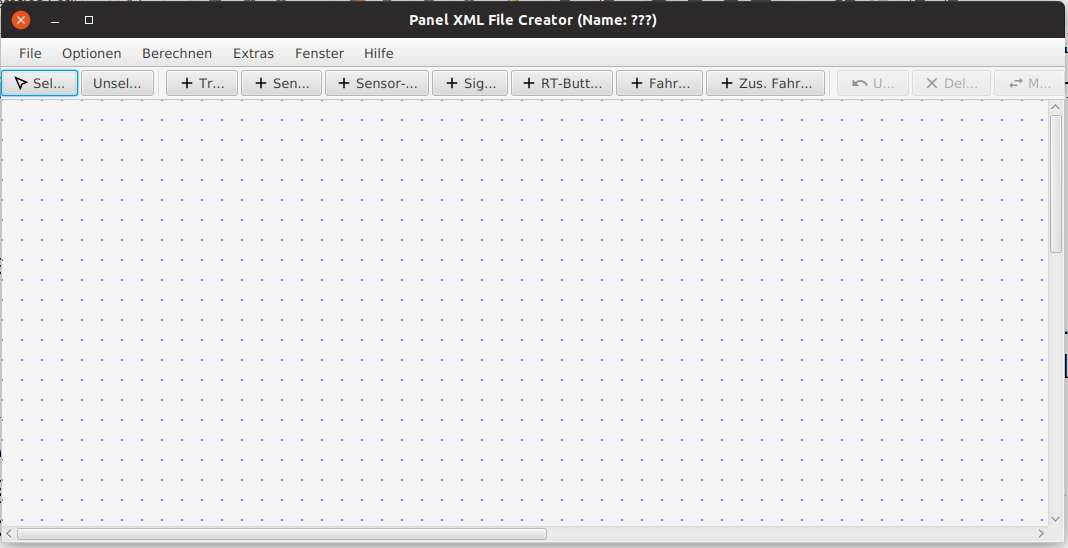 Panel XML File Creator (Name: ???)
File Optionen Berechnen Extras Fenster Hilfe
Sel... Unsel... Tr... Sen... Sensor-... Sig... RT-Butt... Fahr... Zus. Fahr... U... Del... M...